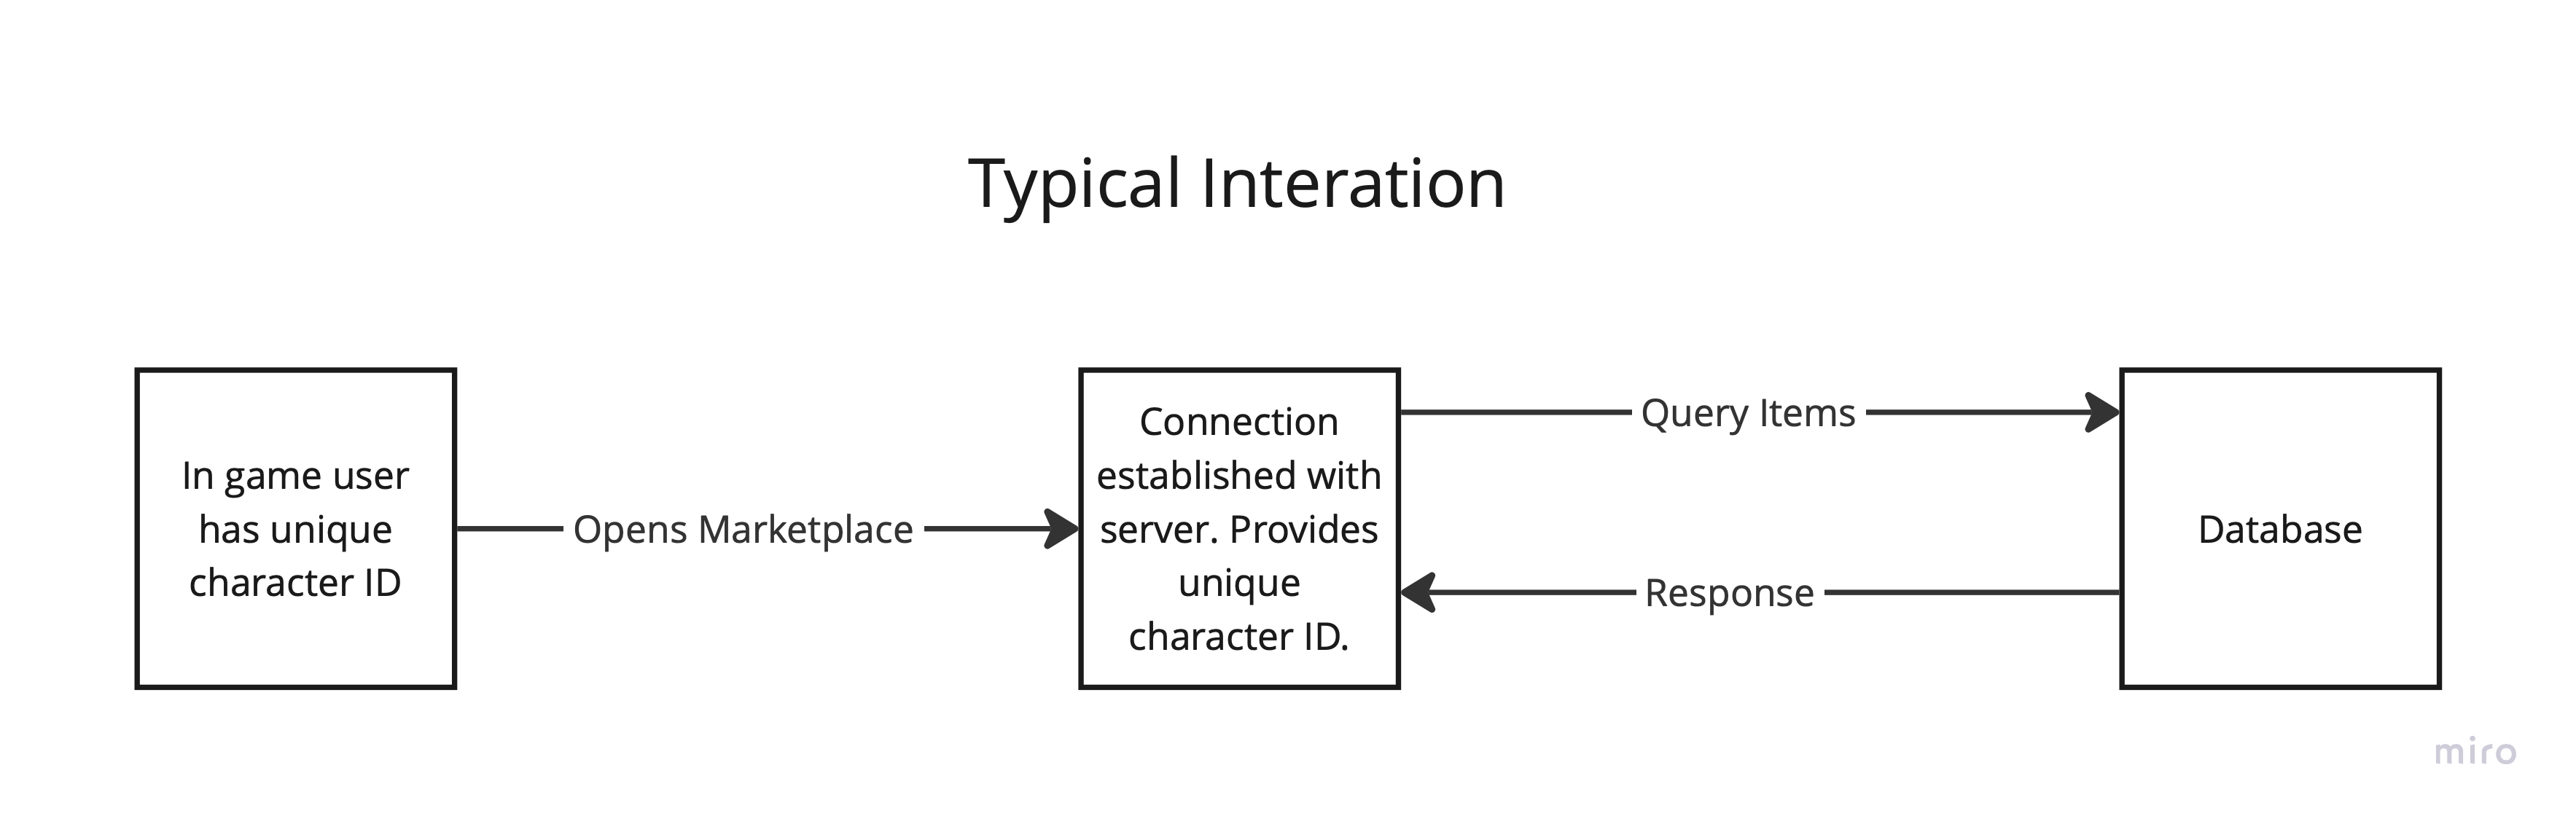 Typical Interation
In game user
has unique
character ID
Opens Marketplace
Connection
established with
server. Provides
unique
character ID.
Query Items
Response
Database
miro